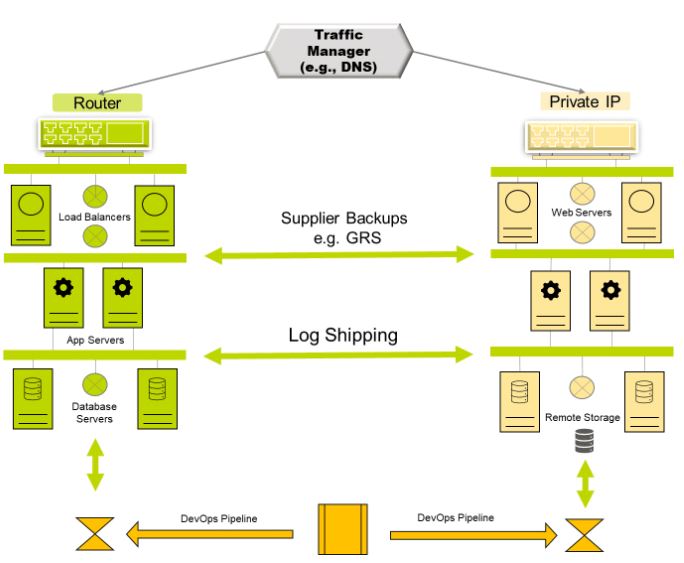 Traffic
Manager
(e.g., DNS)
Router
Private IP
Load Balancers
Web Servers
Supplier Backups
e.g. GRS
App Servers
Log Shipping
Database
Servers
Remote Storage
DevOps Pipeline
DevOps Pipeline